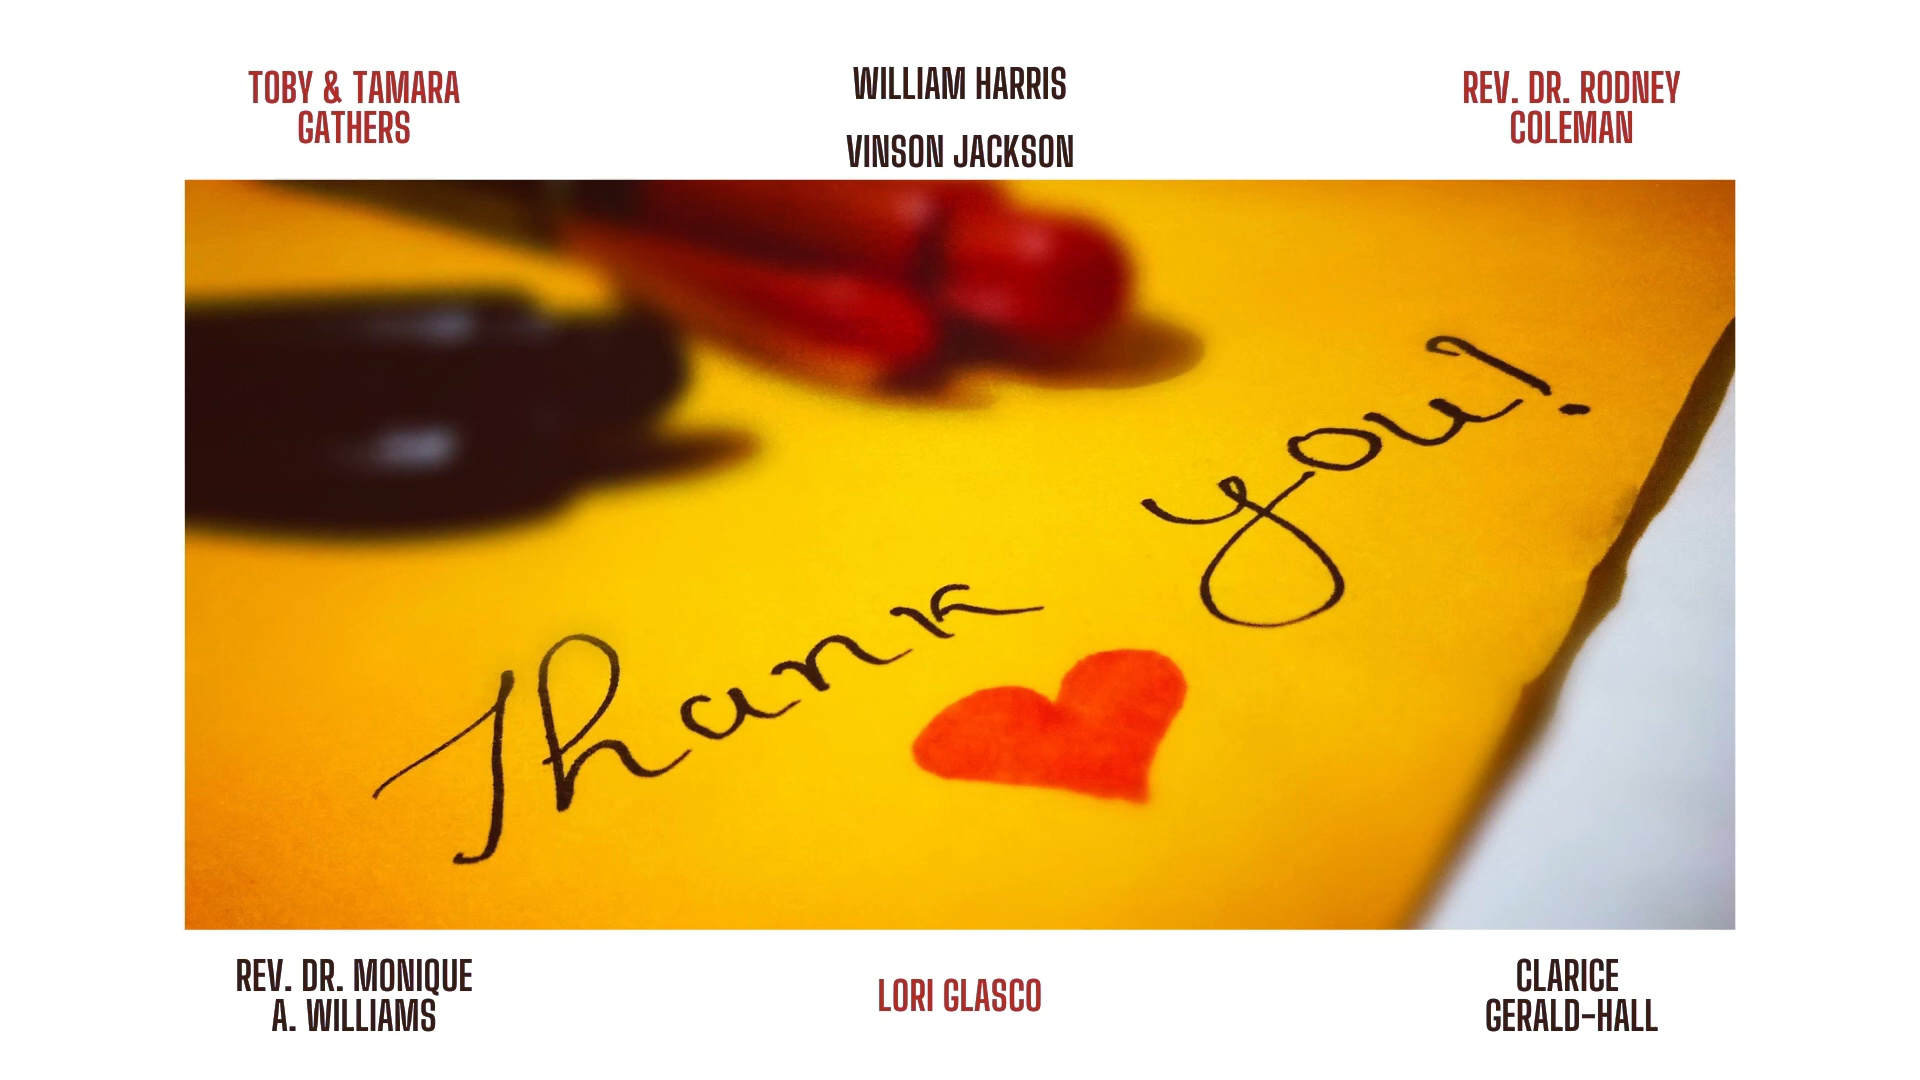 TOBY & TAMARA
GATHERS
WILLIAM HARRIS
VINSON JACKSON
REV. DR. RODNEY
COLEMAN
Thank you!
REV. DR. MONIQUE
A. WILLIAMS
LORI GLASCO
CLARICE
GERALD-HALL